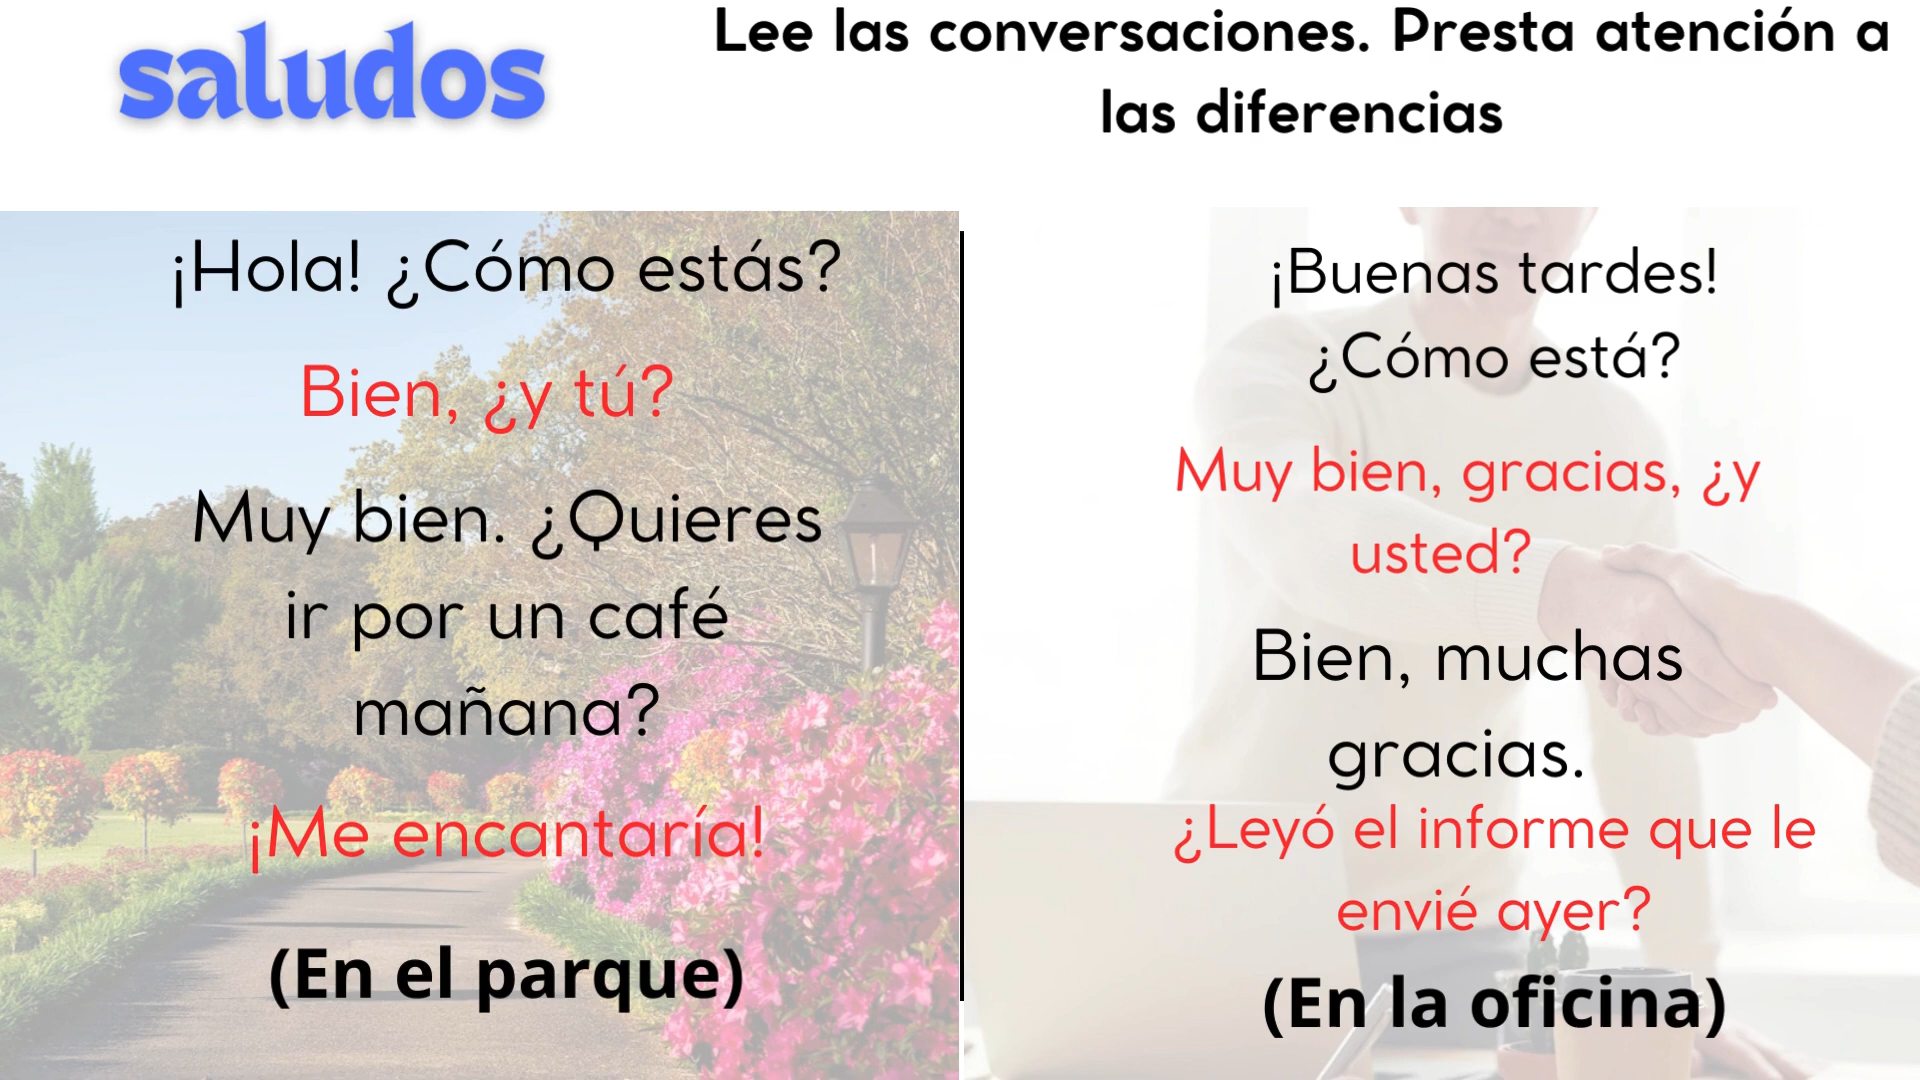 saludos
Lee las conversaciones. Presta atención a
las diferencias
¡Hola! ¿Cómo estás?
Bien, ¿y tú?
Muy bien. ¿Quieres
ir por un café
mañana?
¡Me encantaría!
(En el parque)
¡Buenas tardes!
¿Cómo está?
Muy bien, gracias, ¿y
usted?
Bien, muchas
gracias.
¿Leyó el informe que le
envié ayer?
(En la oficina)